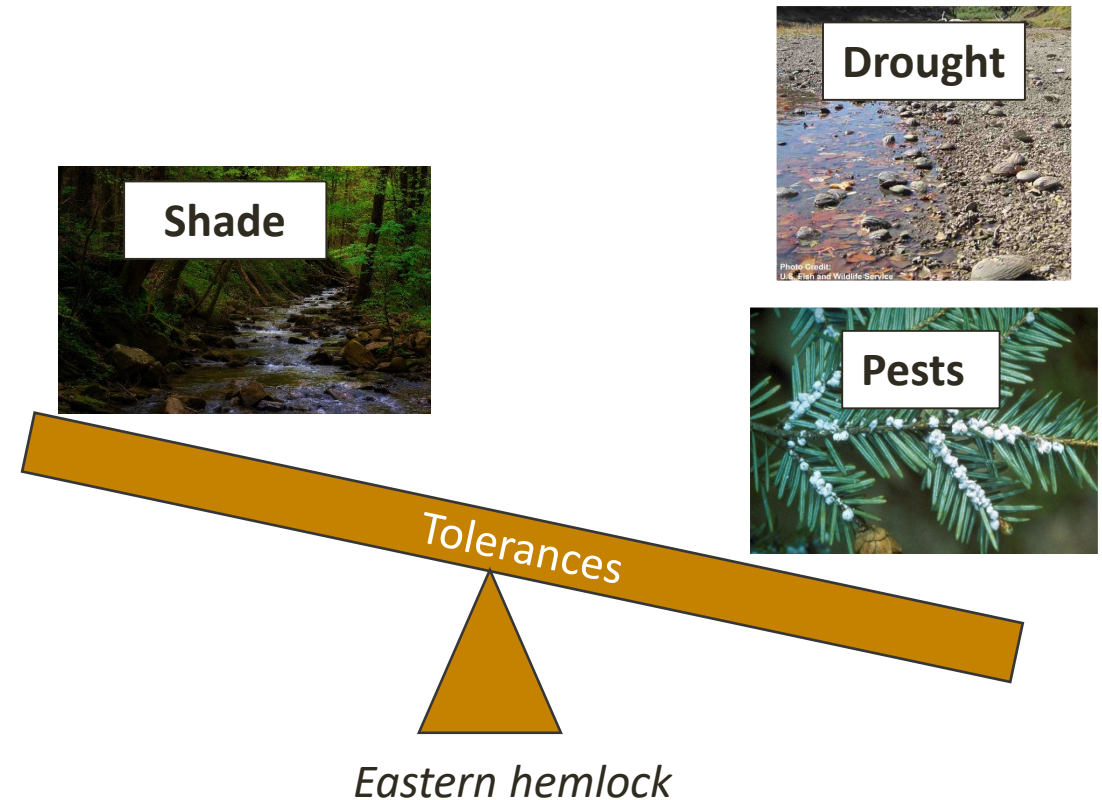 Drought
Shade
Photo Credit:
U.S. Fish and Wildlife Service
Pests
Tolerances
Eastern hemlock